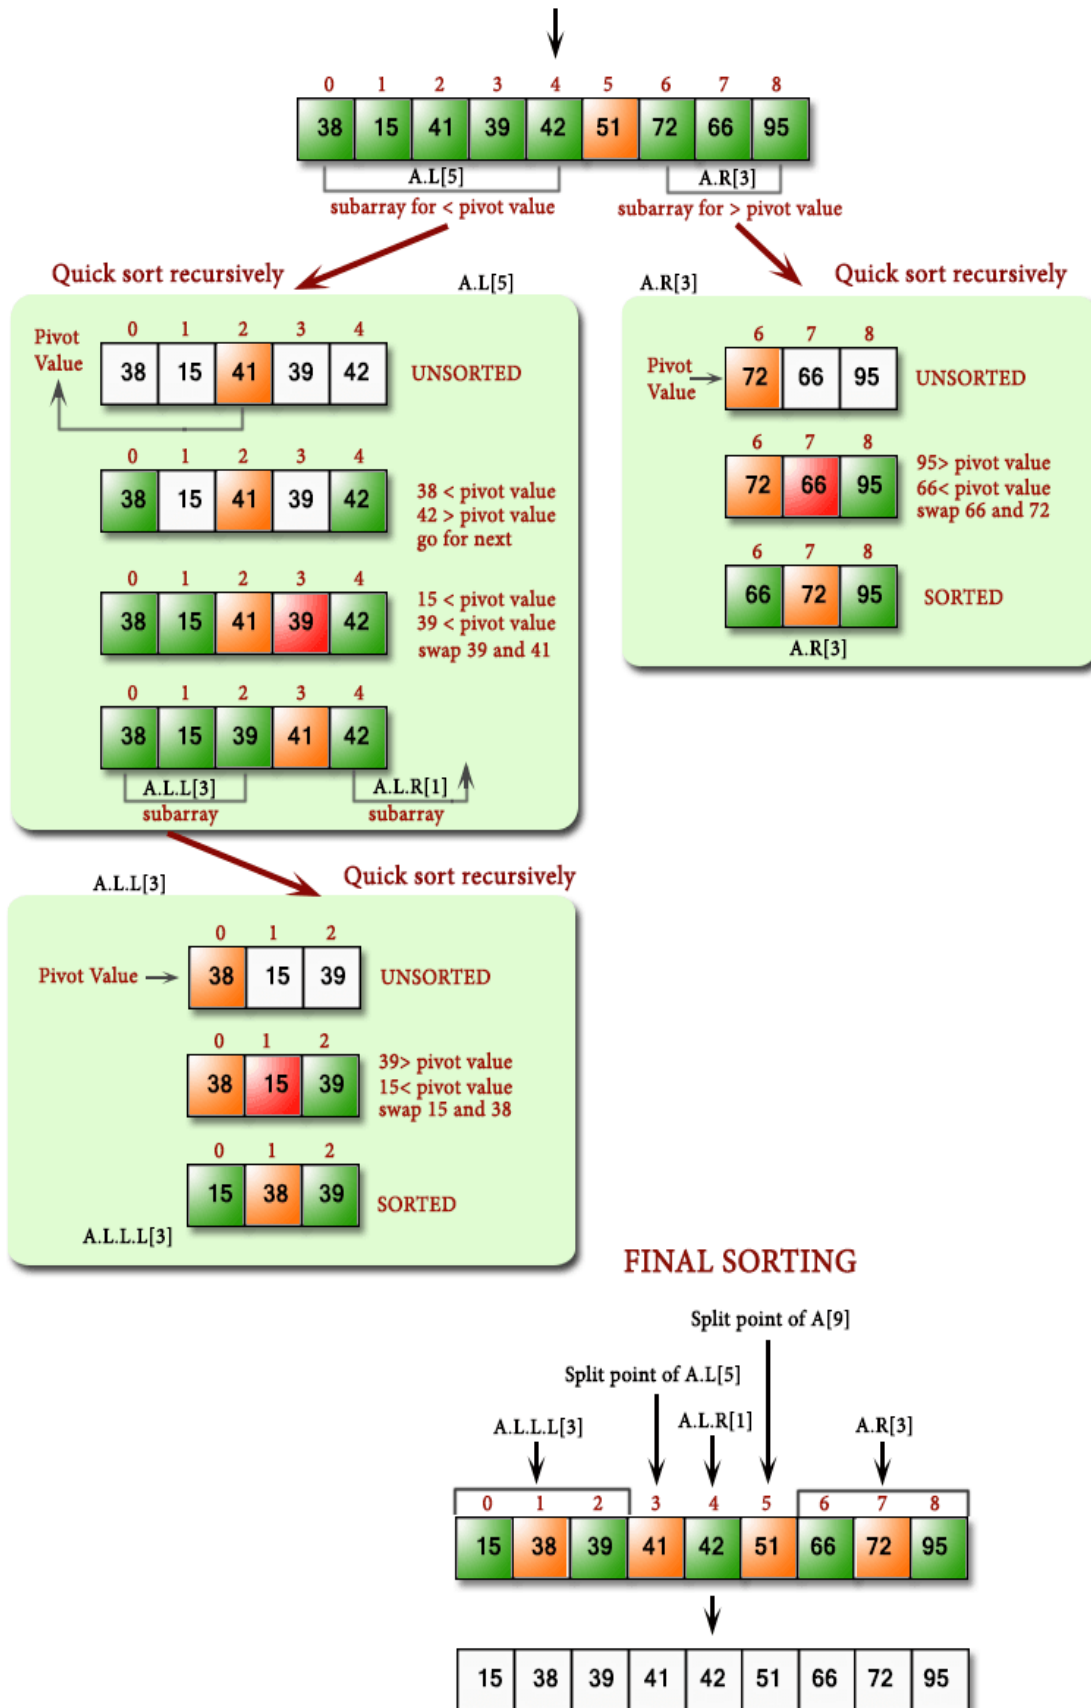 0 1 2 3 4 5 6 7 8
38 15 41 39 42 51 72 66 95
A.L[5] A.R[3]
subarray for < pivot value subarray for > pivot value
Quick sort recursively
A.L[5]
0 1 2 3 4
Pivot
Value
38 15 41 39 42
UNSORTED
0 1 2 3 4
38 15 41 39 42
38 < pivot value
42 > pivot value
go for next
0 1 2 3 4
38 15 41 39 42
15 < pivot value
39 < pivot value
swap 39 and 41
0 1 2 3 4
38 15 39 41 42
A.L.L[3] A.L.R[1]
subarray subarray
Quick sort recursively
A.R[3]
6 7 8
Pivot
Value
72 66 95
UNSORTED
6 7 8
72 66 95
95> pivot value
66< pivot value
swap 66 and 72
6 7 8
66 72 95
SORTED
A.R[3]
Quick sort recursively
A.L.L[3]
0 1 2
Pivot Value
38 15 39
UNSORTED
0 1 2
38 15 39
39> pivot value
15< pivot value
swap 15 and 38
0 1 2
15 38 39
SORTED
A.L.L.L[3]
FINAL SORTING
Split point of A[9]
Split point of A.L[5]
A.L.L.L[3] A.L.R[1] A.R[3]
0 1 2 3 4 5 6 7 8
15 38 39 41 42 51 66 72 95
15 38 39 41 42 51 66 72 95